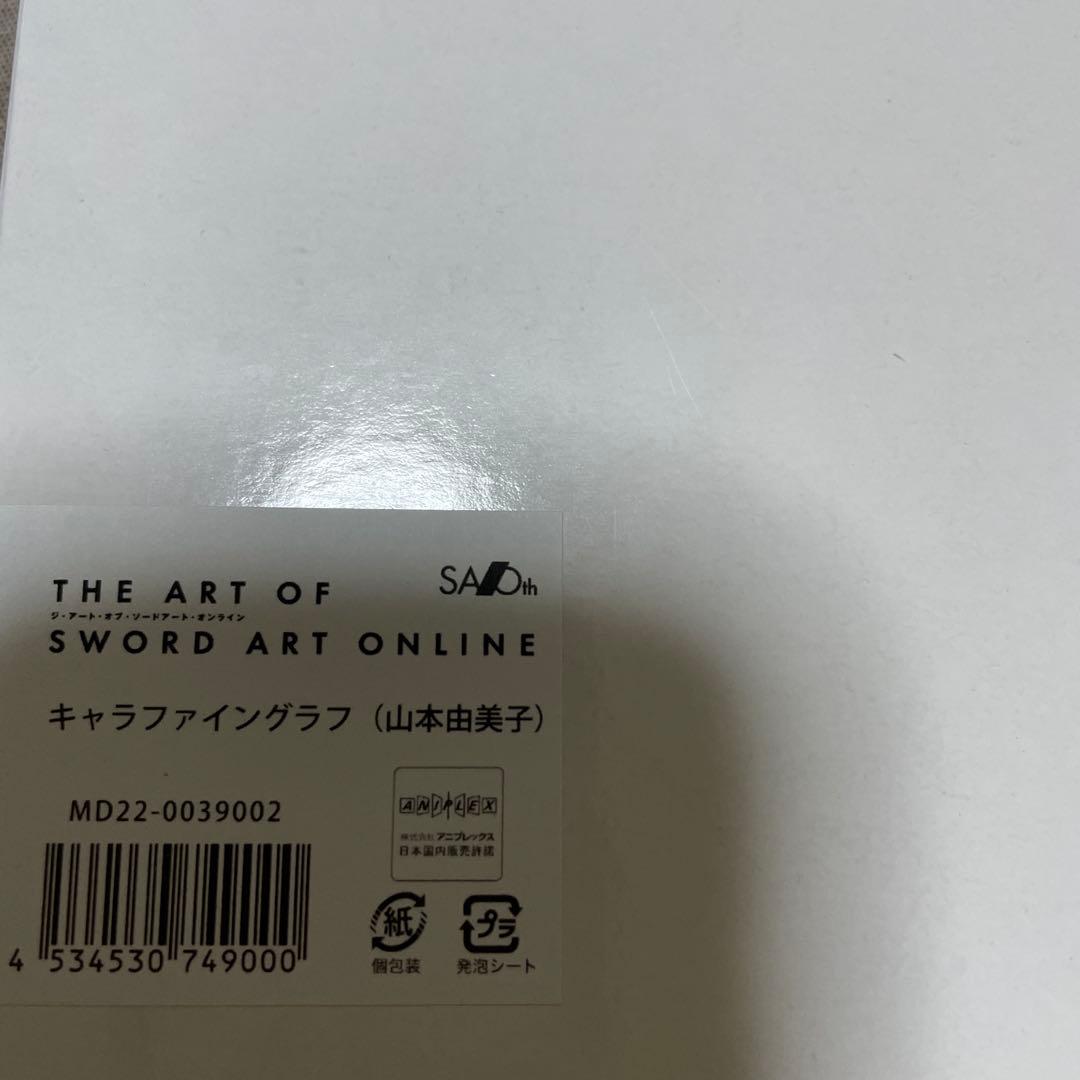 THE ART OF
SAOth
ジ・アート・オブ・ソードアート・オンライン
SWORD ART ONLINE
キャラファイングラフ（山本由美子）
MD22-0039002
ANIPLEX
株式会社 アニプレックス
日本国内販売許諾
4 534530 749000
紙
プラ
個包装
発泡シート